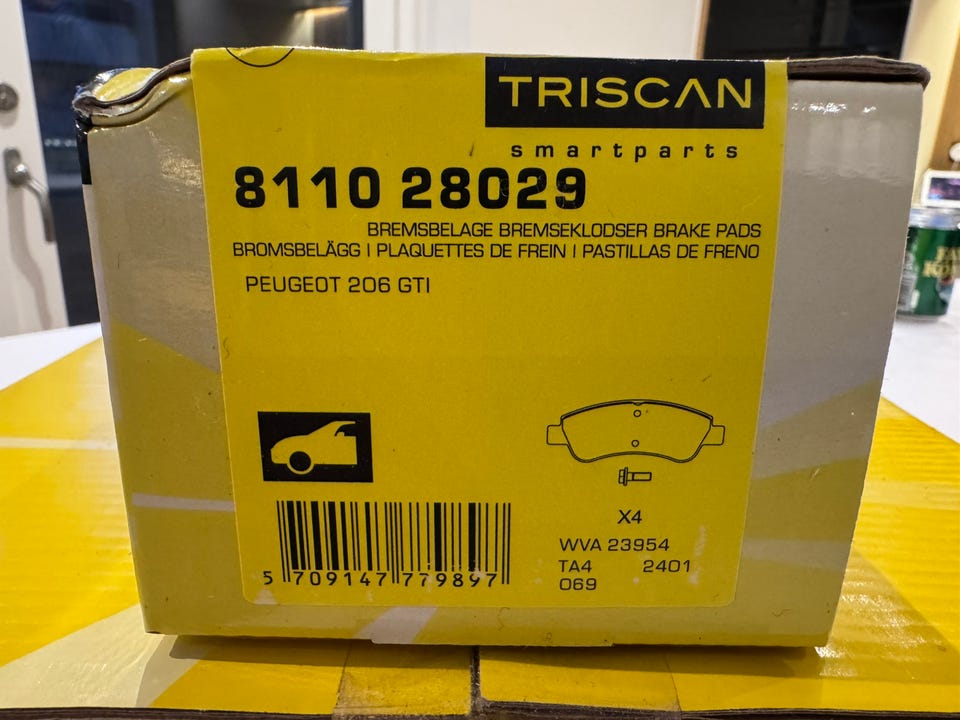 TRISCAN
smartparts
8110 28029
BREMSBELAGE BREMSEKLODSER BRAKE PADS
BROMSBELÄGG | PLAQUETTES DE FREIN | PASTILLAS DE FRENO
PEUGEOT 206 GTI
X4
WVA 23954
TA4 2401
069
5 709147 779897